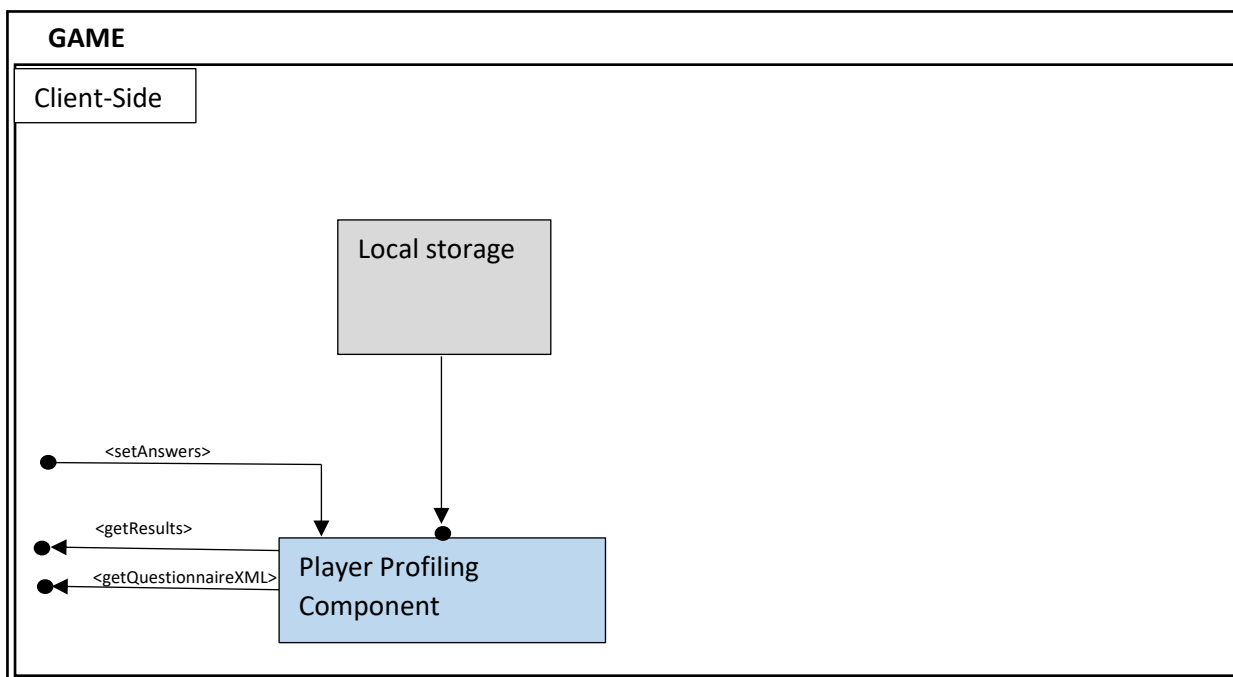 GAME
Client-Side
Local storage
<setAnswers>
<getResults>
<getQuestionnaireXML>
Player Profiling
Component